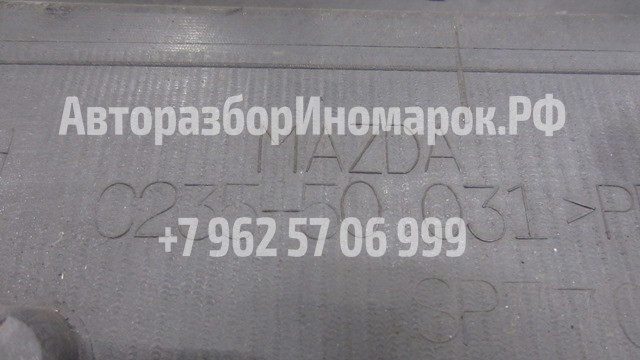 АвторазборИномарок.РФ
MAZDA
C235-50 031 >P
+7 962 57 06 999